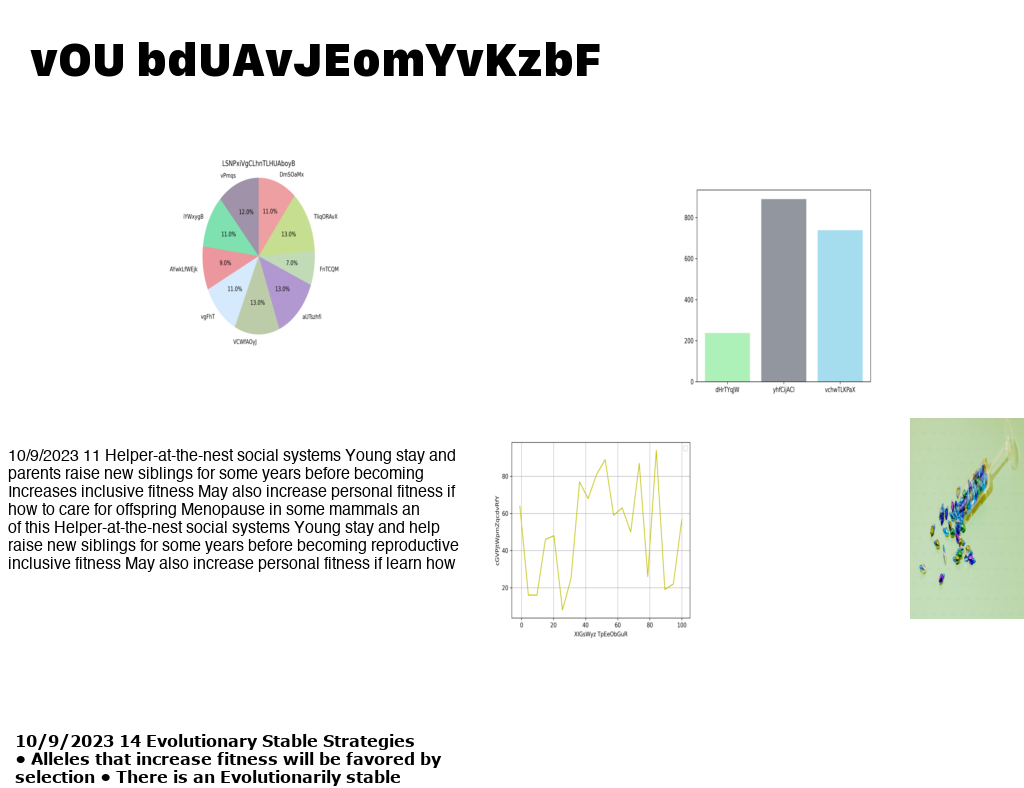 vOU bdUAvJEomYvKzbF
LSNPxiVgCLhnTLHUAboyB
vPmqs
DmSOaMx
12.0%
11.0%
iYWxygB
TliqORAvX
11.0%
13.0%
9.0%
7.0%
AYwkLfWEjk
FnTCQM
11.0%
13.0%
13.0%
vgFhT
aUTszhfi
VCWfAOyJ
800
600
400
200
0
dHrTYqjW
yhfCijACl
vchwTLKPaX
10/9/2023 11 Helper-at-the-nest social systems Young stay and
parents raise new siblings for some years before becoming
Increases inclusive fitness May also increase personal fitness if
how to care for offspring Menopause in some mammals an
of this Helper-at-the-nest social systems Young stay and help
raise new siblings for some years before becoming reproductive
inclusive fitness May also increase personal fitness if learn how
80
60
40
20
0 20 40 60 80 100
XlGsWyz TpEeObGuR
10/9/2023 14 Evolutionary Stable Strategies
● Alleles that increase fitness will be favored by
selection ● There is an Evolutionarily stable